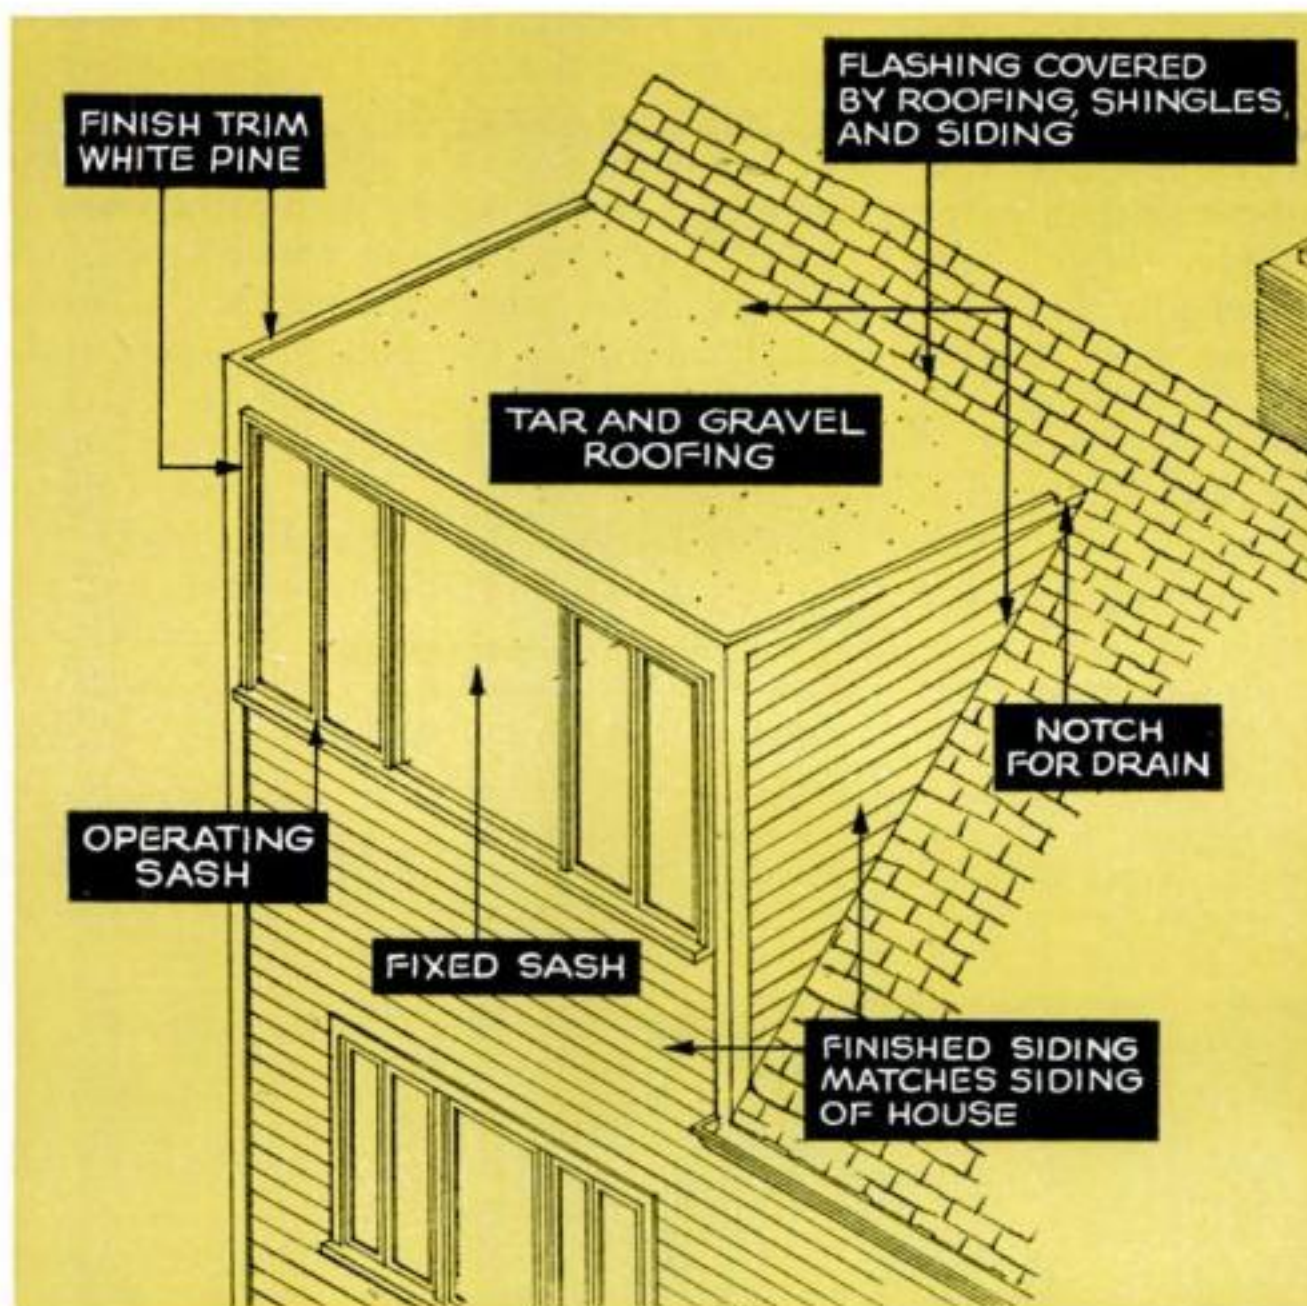 FINISH TRIM
WHITE PINE
FLASHING COVERED
BY ROOFING, SHINGLES,
AND SIDING
TAR AND GRAVEL
ROOFING
NOTCH
FOR DRAIN
OPERATING
SASH
FIXED SASH
FINISHED SIDING
MATCHES SIDING
OF HOUSE